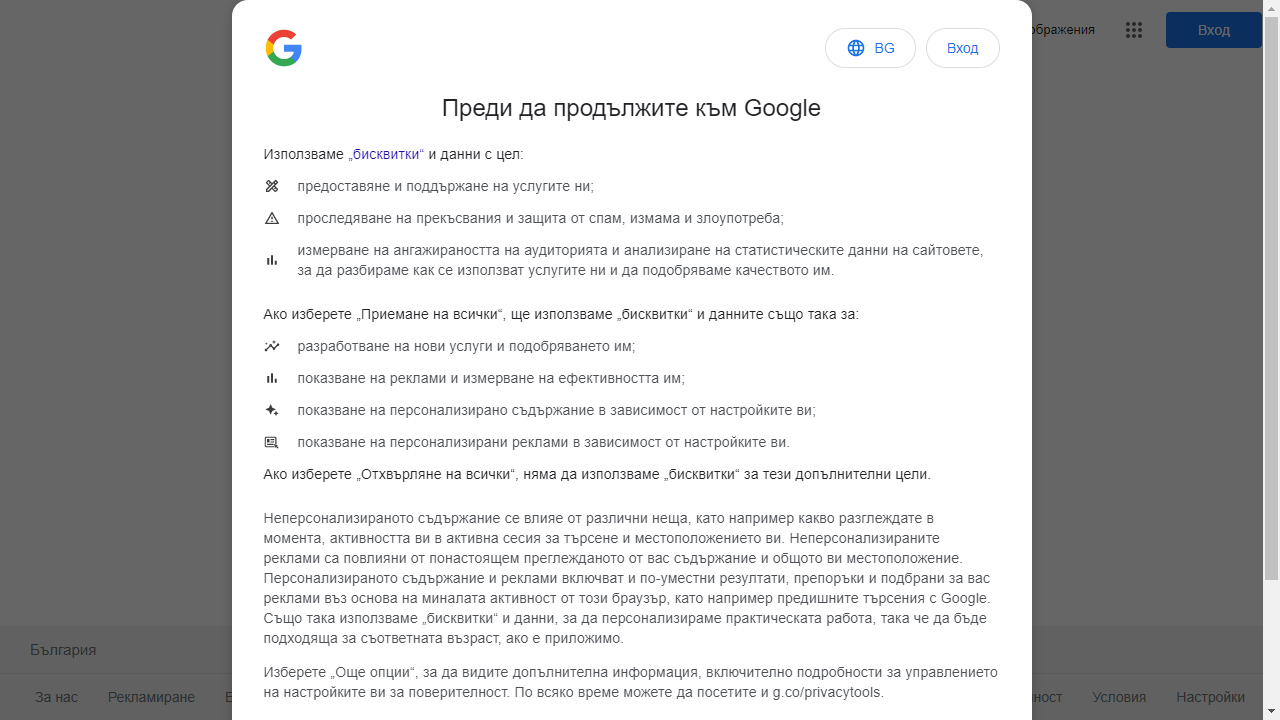 ображения
Вход
BG
Вход
Преди да продължите към Google
Използваме „бисквитки“ и данни с цел:
предоставяне и поддържане на услугите ни;
проследяване на прекъсвания и защита от спам, измама и злоупотреба;
измерване на ангажираността на аудиторията и анализиране на статистическите данни на сайтовете,
за да разбираме как се използват услугите ни и да подобряваме качеството им.
Ако изберете „Приемане на всички“, ще използваме „бисквитки“ и данните също така за:
разработване на нови услуги и подобряването им;
показване на реклами и измерване на ефективността им;
показване на персонализирано съдържание в зависимост от настройките ви;
показване на персонализирани реклами в зависимост от настройките ви.
Ако изберете „Отхвърляне на всички“, няма да използваме „бисквитки“ за тези допълнителни цели.
Неперсонализираното съдържание се влияе от различни неща, като например какво разглеждате в
момента, активността ви в активна сесия за търсене и местоположението ви. Неперсонализираните
реклами са повлияни от понастоящем преглежданото от вас съдържание и общото ви местоположение.
Персонализираното съдържание и реклами включват и по-уместни резултати, препоръки и подбрани за вас
реклами въз основа на миналата активност от този браузър, като например предишните търсения с Google.
Също така използваме „бисквитки“ и данни, за да персонализираме практическата работа, така че да бъде
подходяща за съответната възраст, ако е приложимо.
Изберете „Още опции“, за да видите допълнителна информация, включително подробности за управлението
на настройките ви за поверителност. По всяко време можете да посетите и g.co/privacytools.
България
За нас Рекламиране Условия Настройки